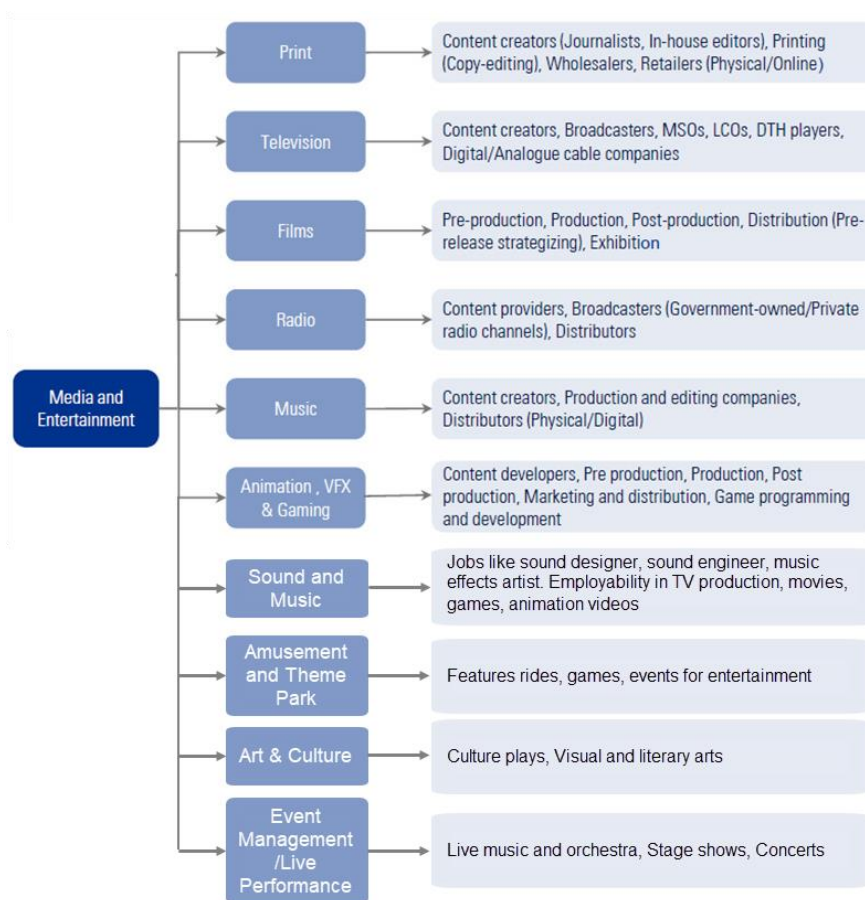 Print
Content creators (Journalists, In-house editors), Printing
(Copy-editing), Wholesalers, Retailers (Physical/Online)
Television
Content creators, Broadcasters, MSOs, LCOs, DTH players,
Digital/Analogue cable companies
Films
Pre-production, Production, Post-production, Distribution (Pre-
release strategizing), Exhibition
Radio
Content providers, Broadcasters (Government-owned/Private
radio channels), Distributors
Media and
Entertainment
Music
Content creators, Production and editing companies,
Distributors (Physical/Digital)
Animation , VFX
& Gaming
Content developers, Pre production, Production, Post
production, Marketing and distribution, Game programming
and development
Sound and
Music
Jobs like sound designer, sound engineer, music
effects artist. Employability in TV production, movies,
games, animation videos
Amusement
and Theme
Park
Features rides, games, events for entertainment
Art & Culture
Culture plays, Visual and literary arts
Event
Management
/Live
Performance
Live music and orchestra, Stage shows, Concerts